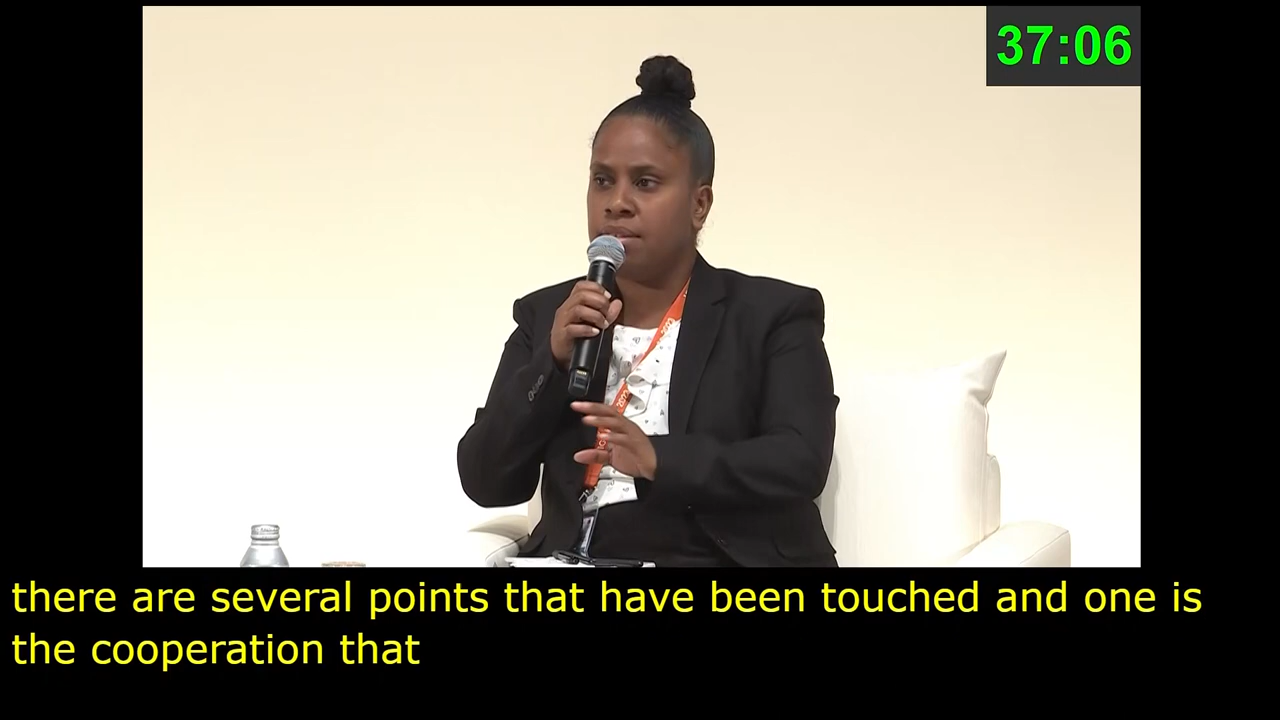 37:06
there are several points that have been touched and one is
the cooperation that